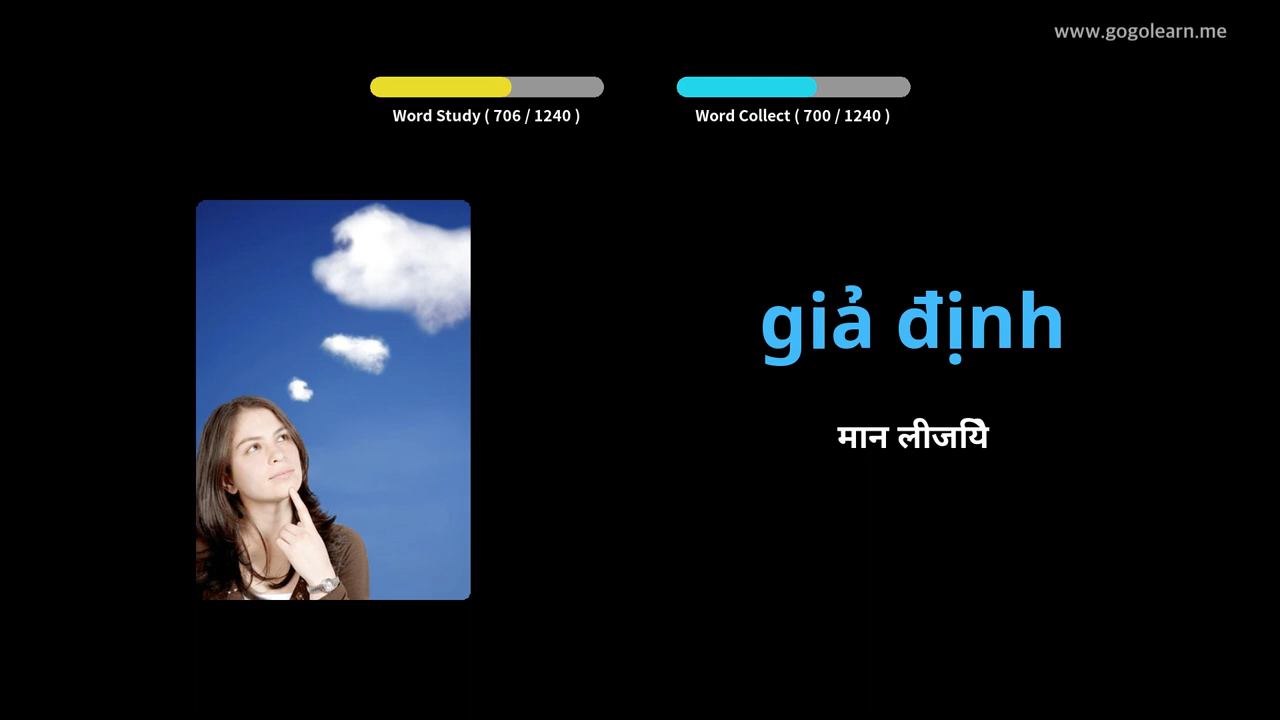 www.gogolearn.me
Word Study ( 706 / 1240 )
Word Collect ( 700 / 1240 )
giả định
मान लीजिये